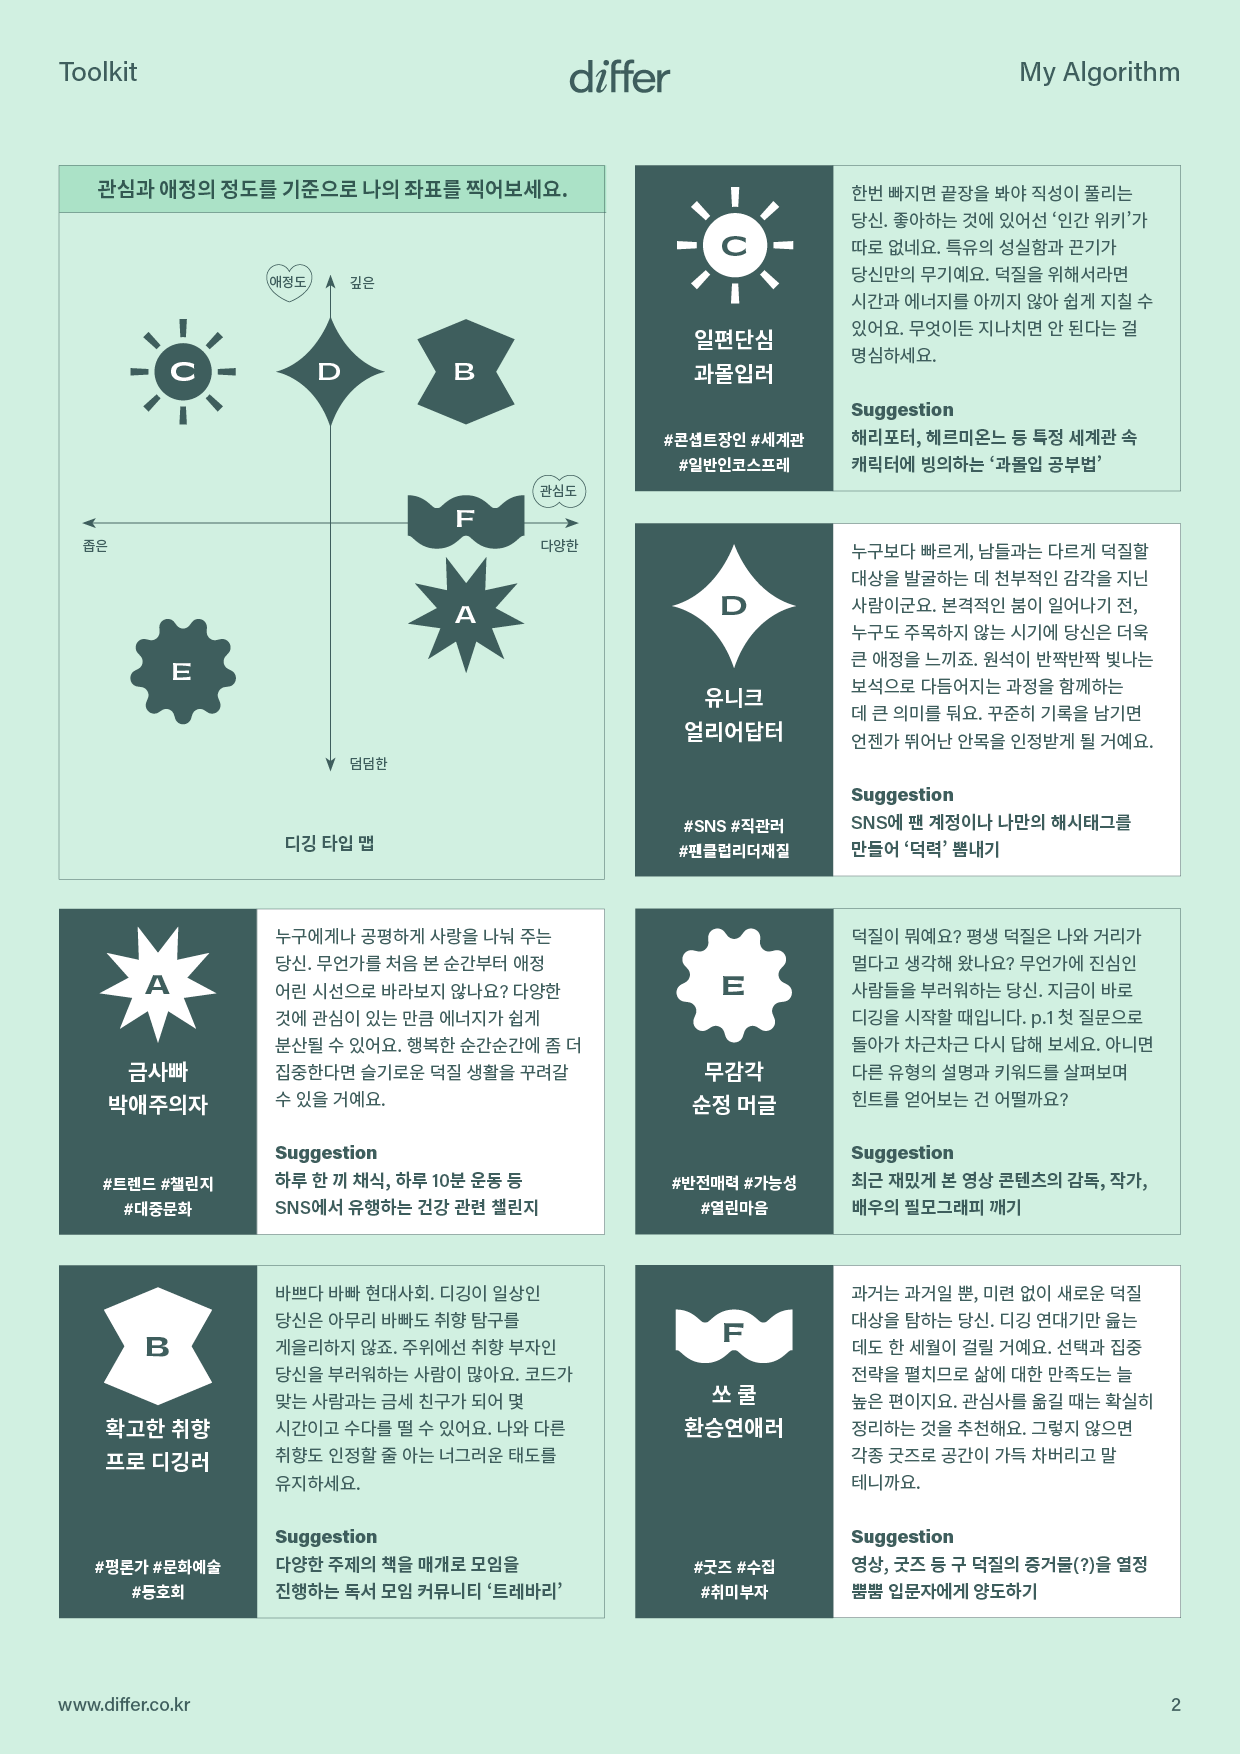 Toolkit
differ
My Algorithm
관심과 애정의 정도를 기준으로 나의 좌표를 찍어보세요.
애정도
깊은
C
D
B
관심도
F
좁은
다양한
A
E
덤덤한
디깅 타입 맵
C
일편단심
과몰입러
#콘셉트장인 #세계관
#일반인코스프레
한번 빠지면 끝장을 봐야 직성이 풀리는
당신. 좋아하는 것에 있어선 ‘인간 위키’가
따로 없네요. 특유의 성실함과 끈기가
당신만의 무기예요. 덕질을 위해서라면
시간과 에너지를 아끼지 않아 쉽게 지칠 수
있어요. 무엇이든 지나치면 안 된다는 걸
명심하세요.
Suggestion
해리포터, 헤르미온느 등 특정 세계관 속
캐릭터에 빙의하는 ‘과몰입 공부법’
D
유니크
얼리어답터
#SNS #직관러
#팬클럽리더재질
누구보다 빠르게, 남들과는 다르게 덕질할
대상을 발굴하는 데 천부적인 감각을 지닌
사람이군요. 본격적인 붐이 일어나기 전,
누구도 주목하지 않는 시기에 당신은 더욱
큰 애정을 느끼죠. 원석이 반짝반짝 빛나는
보석으로 다듬어지는 과정을 함께하는
데 큰 의미를 둬요. 꾸준히 기록을 남기면
언젠가 뛰어난 안목을 인정받게 될 거예요.
Suggestion
SNS에 팬 계정이나 나만의 해시태그를
만들어 ‘덕력’ 뽐내기
A
금사빠
박애주의자
#트렌드 #챌린지
#대중문화
누구에게나 공평하게 사랑을 나눠 주는
당신. 무언가를 처음 본 순간부터 애정
어린 시선으로 바라보지 않나요? 다양한
것에 관심이 있는 만큼 에너지가 쉽게
분산될 수 있어요. 행복한 순간순간에 좀 더
집중한다면 슬기로운 덕질 생활을 꾸려갈
수 있을 거예요.
Suggestion
하루 한 끼 채식, 하루 10분 운동 등
SNS에서 유행하는 건강 관련 챌린지
E
무감각
순정 머글
#반전매력 #가능성
#열린마음
덕질이 뭐예요? 평생 덕질은 나와 거리가
멀다고 생각해 왔나요? 무언가에 진심인
사람들을 부러워하는 당신. 지금이 바로
디깅을 시작할 때입니다. p.1 첫 질문으로
돌아가 차근차근 다시 답해 보세요. 아니면
다른 유형의 설명과 키워드를 살펴보며
힌트를 얻어보는 건 어떨까요?
Suggestion
최근 재밌게 본 영상 콘텐츠의 감독, 작가,
배우의 필모그래피 깨기
B
확고한 취향
프로 디깅러
#평론가 #문화예술
#동호회
바쁘다 바빠 현대사회. 디깅이 일상인
당신은 아무리 바빠도 취향 탐구를
게을리하지 않죠. 주위에선 취향 부자인
당신을 부러워하는 사람이 많아요. 코드가
맞는 사람과는 금세 친구가 되어 몇
시간이고 수다를 떨 수 있어요. 나와 다른
취향도 인정할 줄 아는 너그러운 태도를
유지하세요.
Suggestion
다양한 주제의 책을 매개로 모임을
진행하는 독서 모임 커뮤니티 ‘트레바리’
F
쏘 쿨
환승연애러
#굿즈 #수집
#취미부자
과거는 과거일 뿐, 미련 없이 새로운 덕질
대상을 탐하는 당신. 디깅 연대기만 읊는
데도 한 세월이 걸릴 거예요. 선택과 집중
전략을 펼치므로 삶에 대한 만족도는 늘
높은 편이지요. 관심사를 옮길 때는 확실히
정리하는 것을 추천해요. 그렇지 않으면
각종 굿즈로 공간이 가득 차버리고 말
테니까요.
Suggestion
영상, 굿즈 등 구 덕질의 증거물(?)을 열정
뿜뿜 입문자에게 양도하기
www.differ.co.kr
2